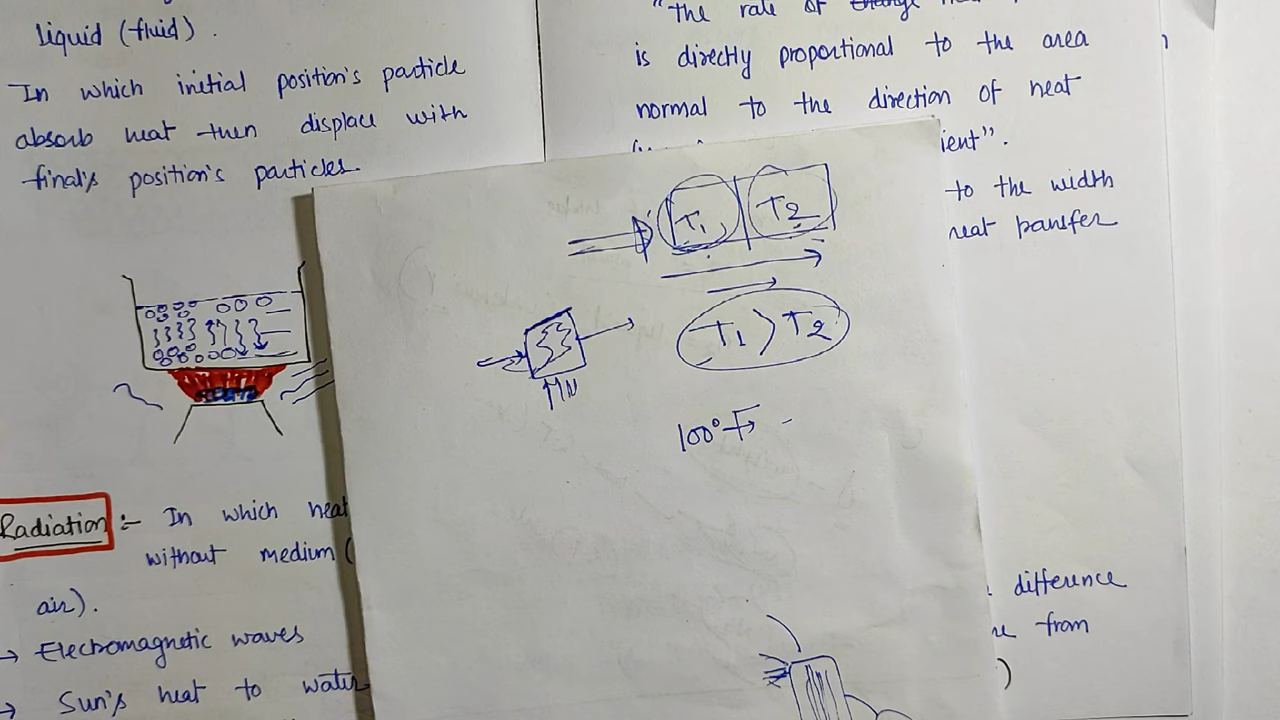 liquid (fluid).
In which initial position's particle
absorb heat then displace with
final's position's particles.
Radiation :- In which heat
without medium (
air).
→ Electromagnetic waves
→ Sun's heat to water
"the rate of
is directly proportional to the area
normal to the direction of heat
ient".
to the width
heat transfer
difference
from
)
T1 T2
T1 > T2
100°F -